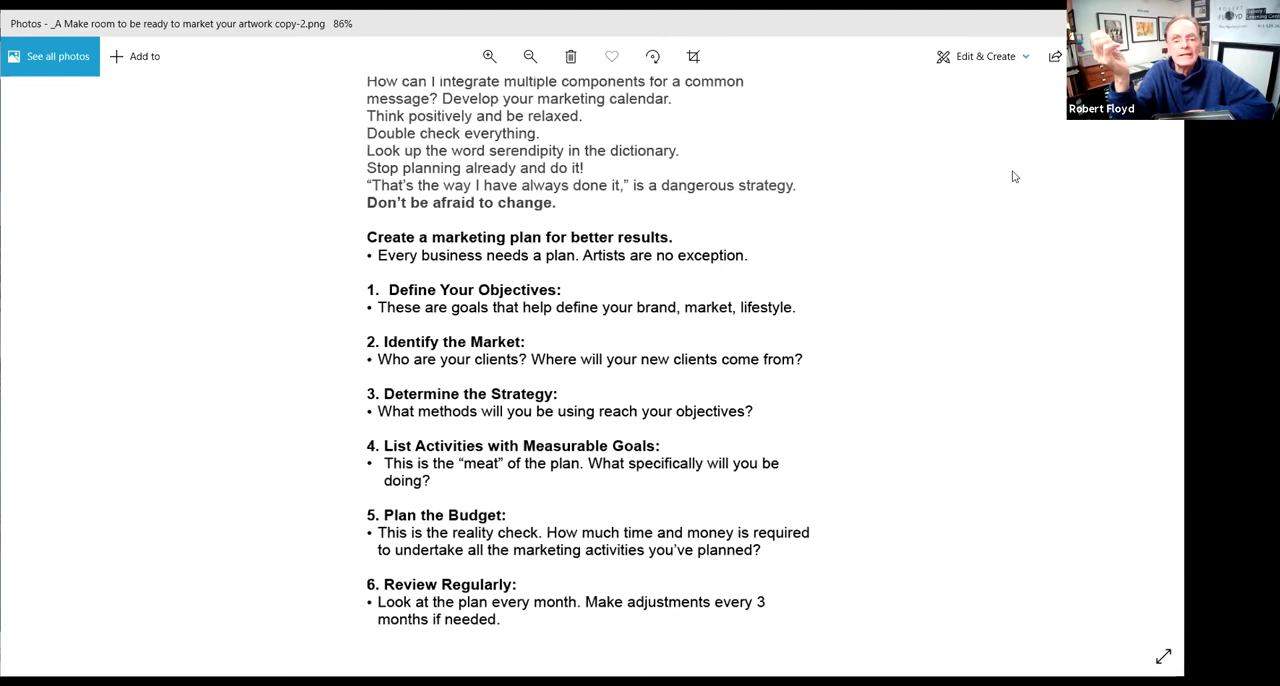 Photos - _A Make room to be ready to market your artwork copy-2.png   86%
See all photos
Add to
Edit & Create
How can I integrate multiple components for a common
message? Develop your marketing calendar.
Think positively and be relaxed.
Double check everything.
Look up the word serendipity in the dictionary.
Stop planning already and do it!
“That’s the way I have always done it,” is a dangerous strategy.
Don’t be afraid to change.
Create a marketing plan for better results.
• Every business needs a plan. Artists are no exception.
1. Define Your Objectives:
• These are goals that help define your brand, market, lifestyle.
2. Identify the Market:
• Who are your clients? Where will your new clients come from?
3. Determine the Strategy:
• What methods will you be using reach your objectives?
4. List Activities with Measurable Goals:
• This is the “meat” of the plan. What specifically will you be
doing?
5. Plan the Budget:
• This is the reality check. How much time and money is required
to undertake all the marketing activities you’ve planned?
6. Review Regularly:
• Look at the plan every month. Make adjustments every 3
months if needed.
Robert Floyd